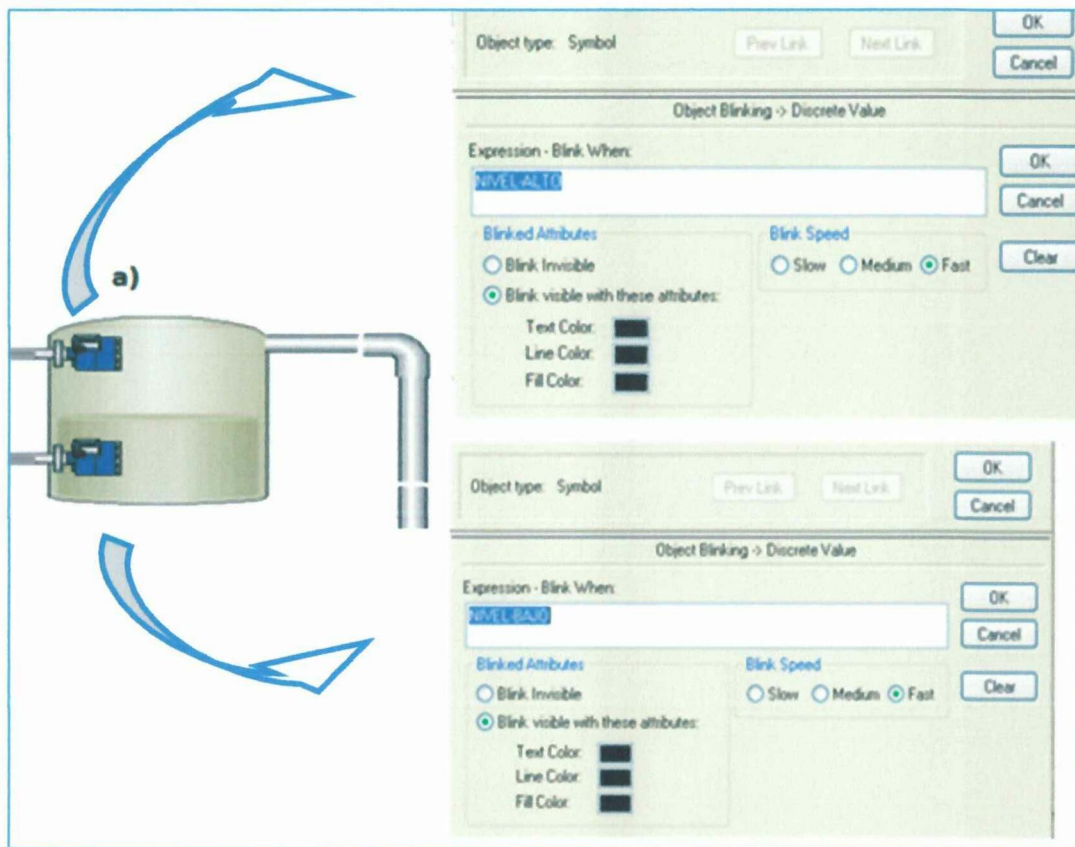 Object type: Symbol
Prev Link
Next Link
OK
Cancel
Object Blinking -> Discrete Value
Expression - Blink When:
NIVEL-ALTO
OK
Cancel
Clear
Blinked Attributes
Blink Invisible
Blink visible with these attributes:
Text Color:
Line Color:
Fill Color:
Blink Speed
Slow Medium Fast
a)
Object type: Symbol
Prev Link
Next Link
OK
Cancel
Object Blinking -> Discrete Value
Expression - Blink When:
NIVEL-BAJO
OK
Cancel
Clear
Blinked Attributes
Blink Invisible
Blink visible with these attributes:
Text Color:
Line Color:
Fill Color:
Blink Speed
Slow Medium Fast